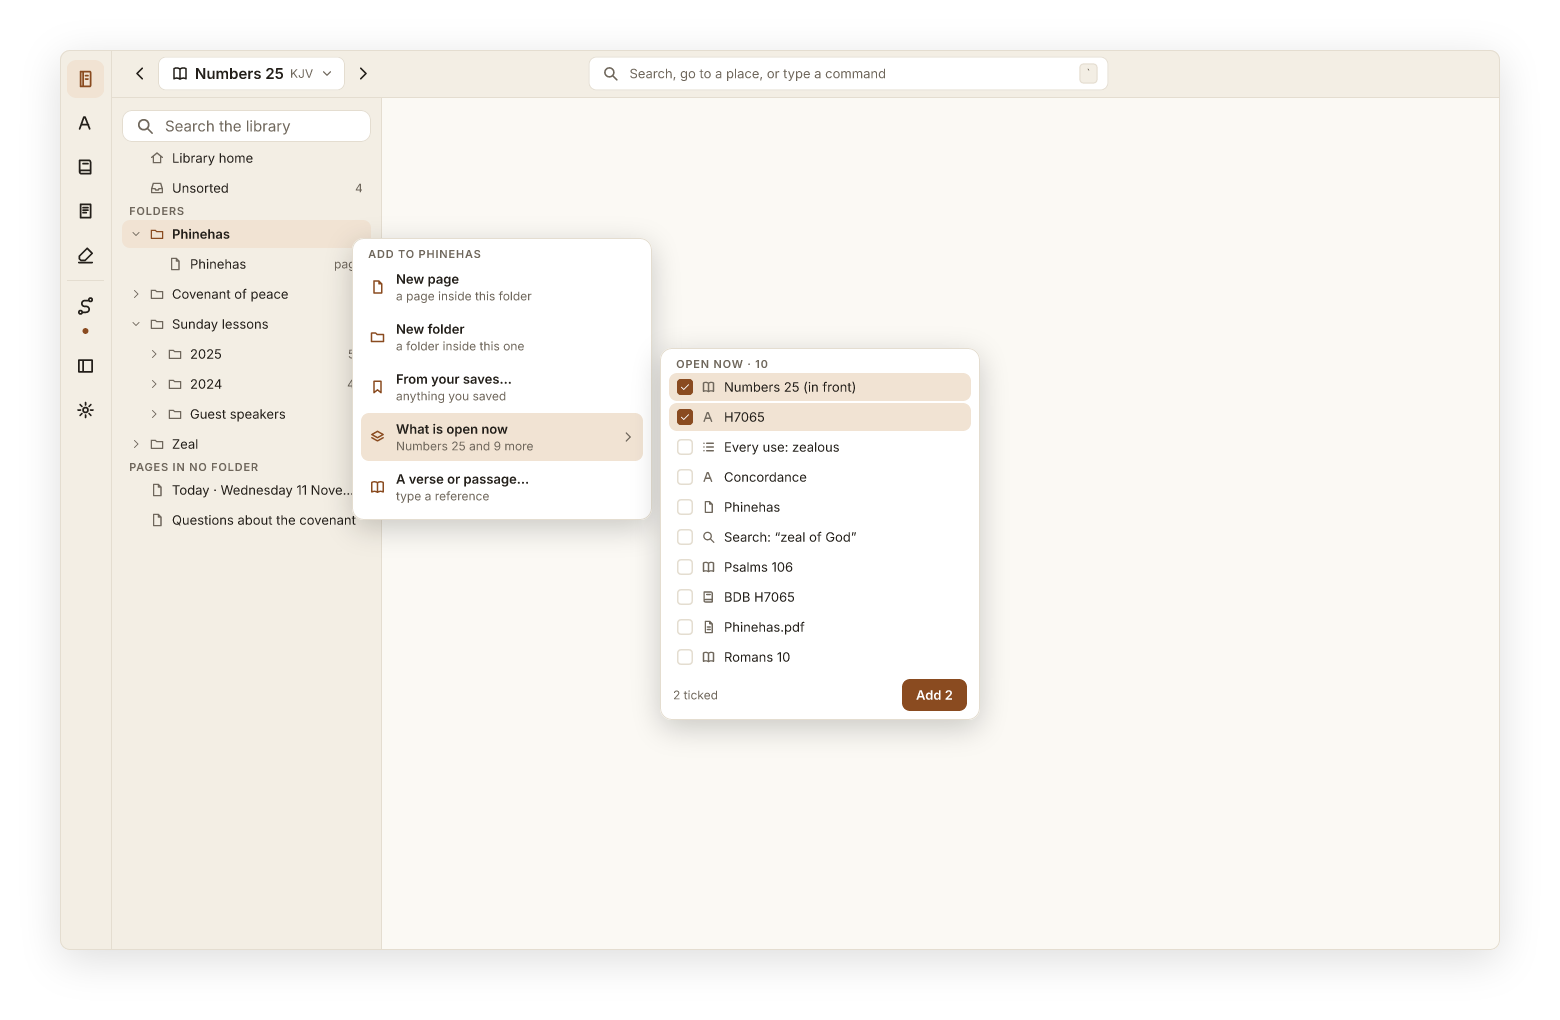 Numbers 25 KJV
Search, go to a place, or type a command
Search the library
Library home
Unsorted 4
FOLDERS
Phinehas
Phinehas
Covenant of peace
Sunday lessons
2025
2024
Guest speakers
Zeal
PAGES IN NO FOLDER
Today · Wednesday 11 Nove...
Questions about the covenant
ADD TO PHINEHAS
New page
a page inside this folder
New folder
a folder inside this one
From your saves...
anything you saved
What is open now
Numbers 25 and 9 more
A verse or passage...
type a reference
OPEN NOW · 10
Numbers 25 (in front)
A H7065
Every use: zealous
A Concordance
Phinehas
Search: “zeal of God”
Psalms 106
BDB H7065
Phinehas.pdf
Romans 10
2 ticked
Add 2